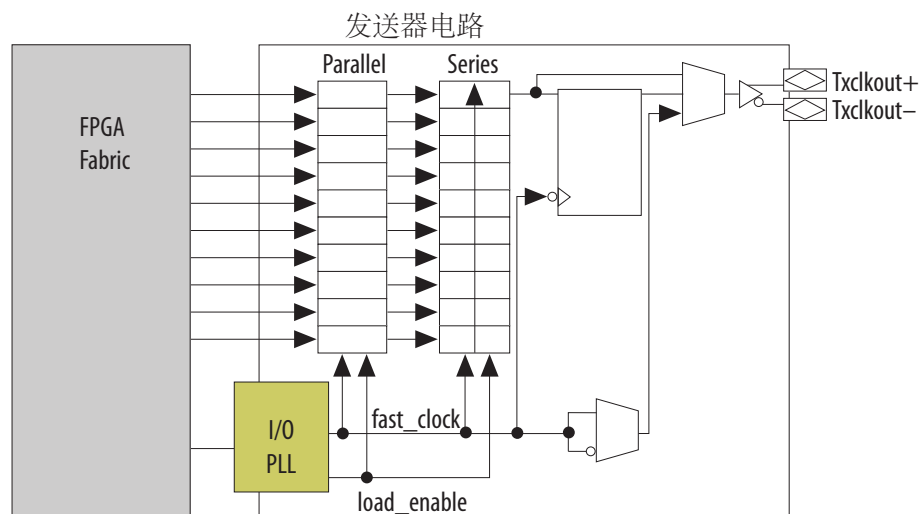 发送器电路
Parallel
Series
Txclkout+
Txclkout–
FPGA
Fabric
I/O
PLL
fast_clock
load_enable